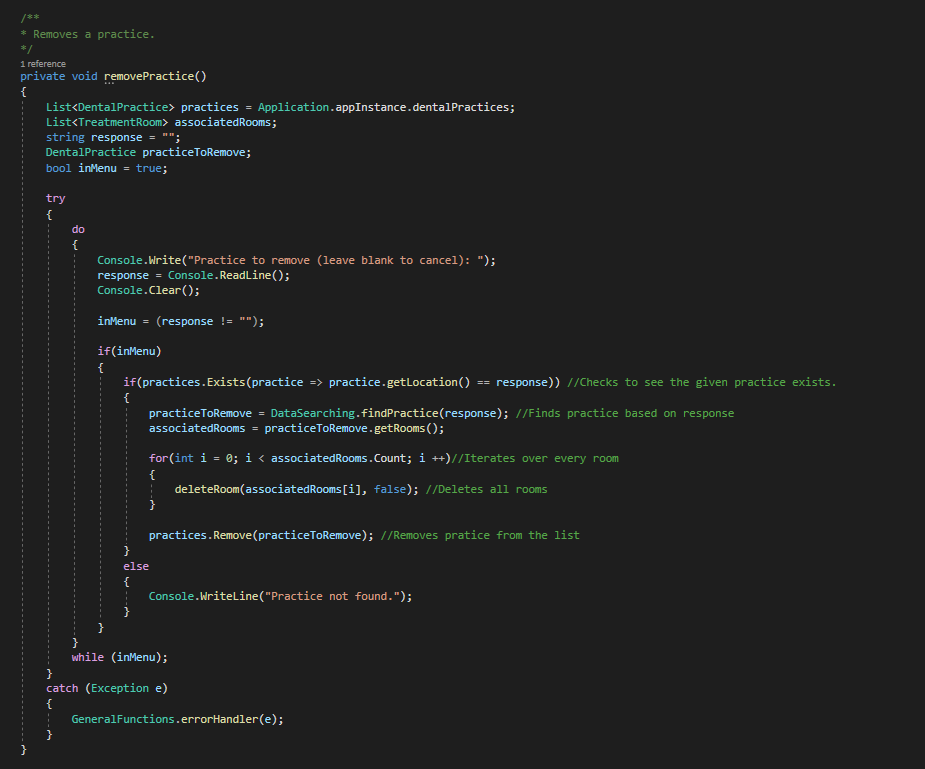 /**
* Removes a practice.
*/
1 reference
private void removePractice()
{
List<DentalPractice> practices = Application.appInstance.dentalPractices;
List<TreatmentRoom> associatedRooms;
string response = "";
DentalPractice practiceToRemove;
bool inMenu = true;
try
{
do
{
Console.Write("Practice to remove (leave blank to cancel): ");
response = Console.ReadLine();
Console.Clear();
inMenu = (response != "");
if(inMenu)
{
if(practices.Exists(practice => practice.getLocation() == response)) //Checks to see the given practice exists.
{
practiceToRemove = DataSearching.findPractice(response); //Finds practice based on response
associatedRooms = practiceToRemove.getRooms();
for(int i = 0; i < associatedRooms.Count; i ++)//Iterates over every room
{
deleteRoom(associatedRooms[i], false); //Deletes all rooms
}
practices.Remove(practiceToRemove); //Removes pratice from the list
}
else
{
Console.WriteLine("Practice not found.");
}
}
}
while (inMenu);
}
catch (Exception e)
{
GeneralFunctions.errorHandler(e);
}
}